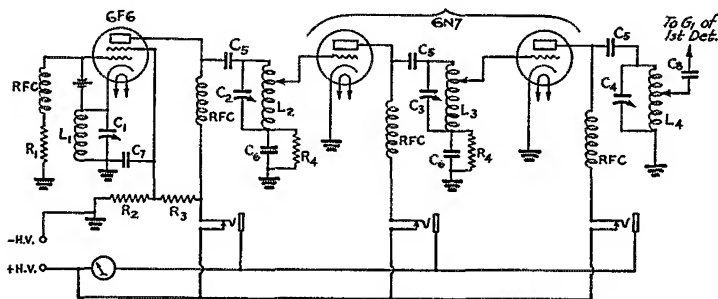 6F6
6N7
To G1 of
1st Det.
C5
C5
C5
C8
RFC
L1
C1
C7
R1
RFC
C2
L2
C6
R4
RFC
C3
L3
C6
R4
RFC
C4
L4
R2
R3
-H.V.
+H.V.